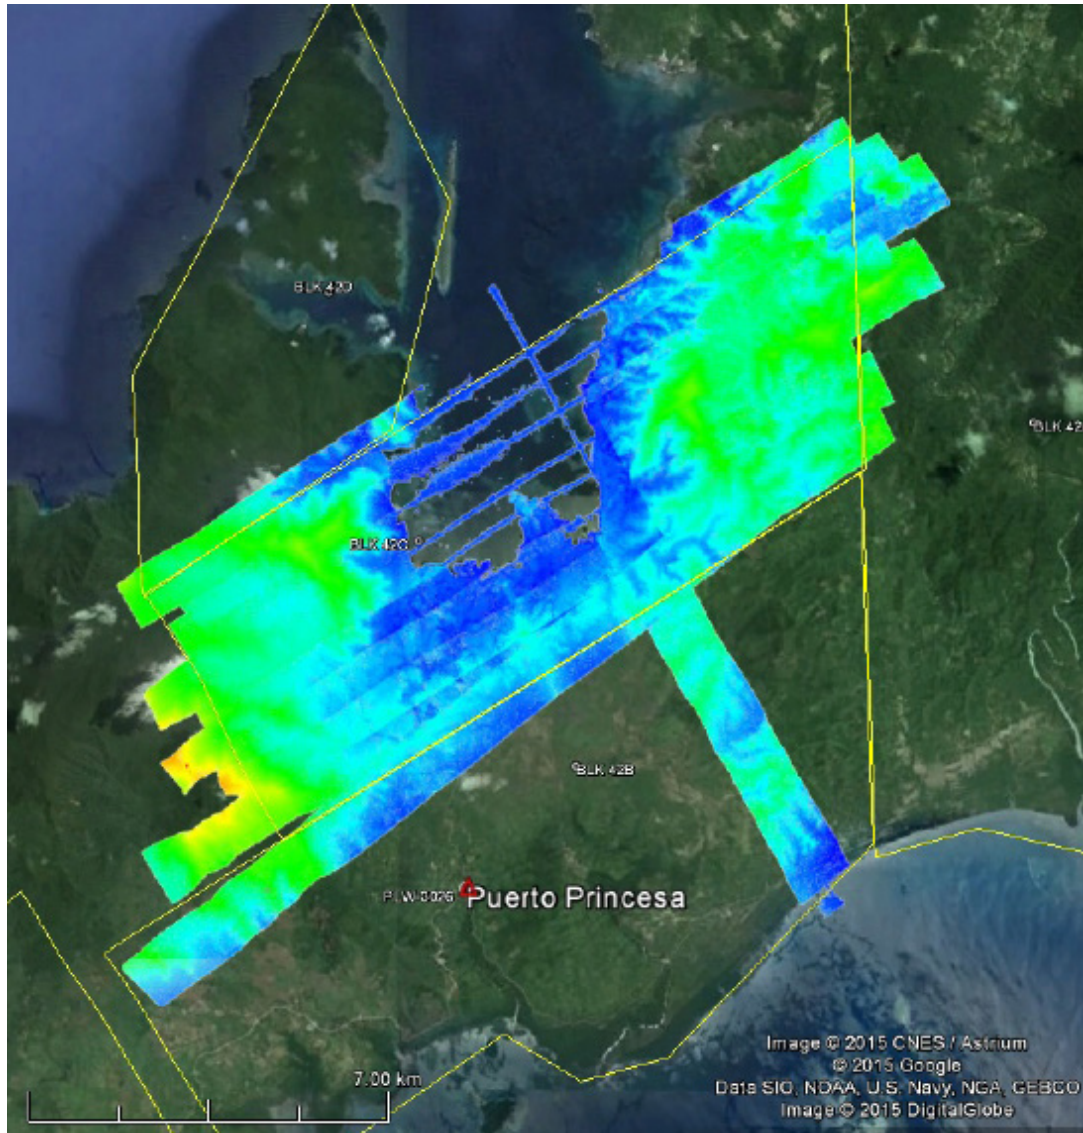 BLK 42D
BLK 42
BLK 42C
BLK 42B
PLW-0026
Puerto Princesa
7.00 km
Image © 2015 CNES / Astrium
© 2015 Google
Data SIO, NOAA, U.S. Navy, NGA, GEBCO
Image © 2015 DigitalGlobe